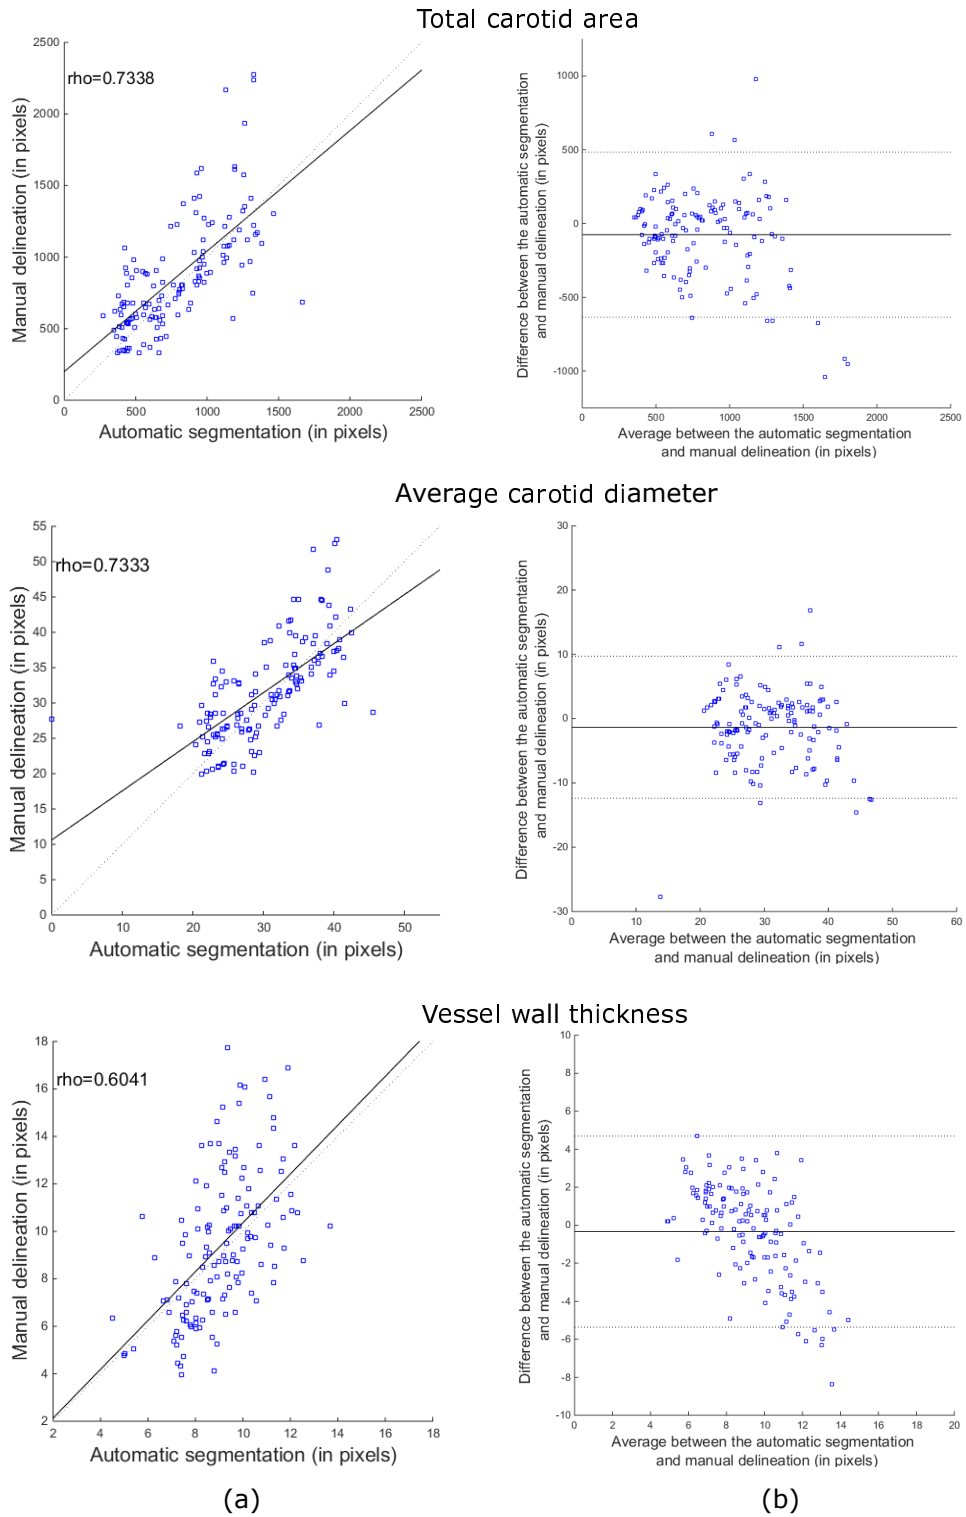 Total carotid area
2500
2000
1500
1000
500
0
rho=0.7338
Manual delineation (in pixels)
0 500 1000 1500 2000 2500
Automatic segmentation (in pixels)
1000
500
0
-500
-1000
Difference between the automatic segmentation
and manual delineation (in pixels)
0 500 1000 1500 2000 2500
Average between the automatic segmentation
and manual delineation (in pixels)
Average carotid diameter
55
50
45
40
35
30
25
20
15
10
5
0
rho=0.7333
Manual delineation (in pixels)
0 10 20 30 40 50
Automatic segmentation (in pixels)
30
20
10
0
-10
-20
-30
Difference between the automatic segmentation
and manual delineation (in pixels)
0 10 20 30 40 50 60
Average between the automatic segmentation
and manual delineation (in pixels)
Vessel wall thickness
18
16
14
12
10
8
6
4
2
rho=0.6041
Manual delineation (in pixels)
2 4 6 8 10 12 14 16 18
Automatic segmentation (in pixels)
10
8
6
4
2
0
-2
-4
-6
-8
-10
Difference between the automatic segmentation
and manual delineation (in pixels)
0 2 4 6 8 10 12 14 16 18 20
Average between the automatic segmentation
and manual delineation (in pixels)
(a) (b)